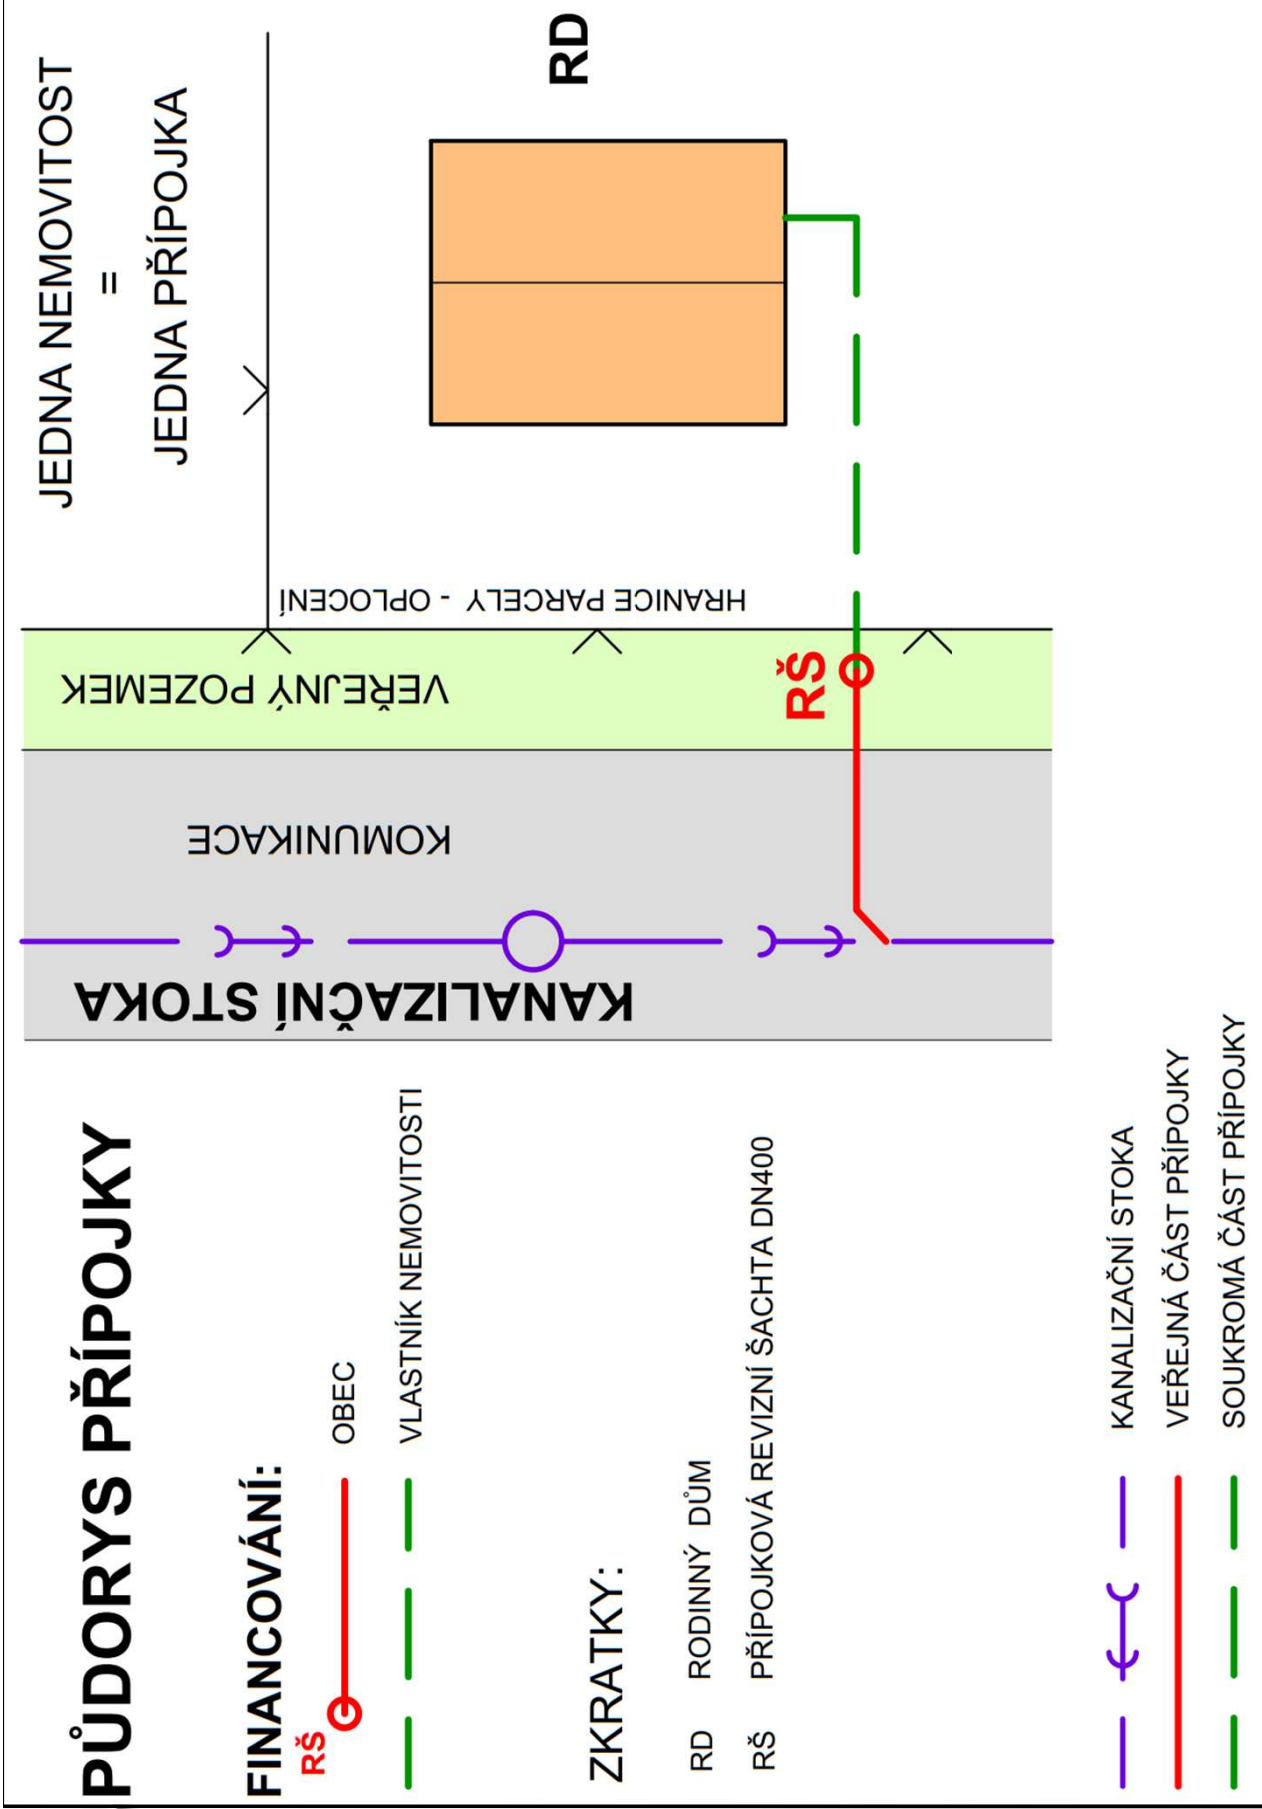 PŮDORYS PŘÍPOJKY
FINANCOVÁNÍ:
RŠ
OBEC
VLASTNÍK NEMOVITOSTI
ZKRATKY:
RD RODINNÝ DŮM
RŠ PŘÍPOJKOVÁ REVIZNÍ ŠACHTA DN400
KANALIZAČNÍ STOKA
VEŘEJNÁ ČÁST PŘÍPOJKY
SOUKROMÁ ČÁST PŘÍPOJKY
KANALIZAČNÍ STOKA
KOMUNIKACE
VEŘEJNÝ POZEMEK
HRANICE PARCELY - OPLOCENÍ
RŠ
JEDNA NEMOVITOST
=
JEDNA PŘÍPOJKA
RD